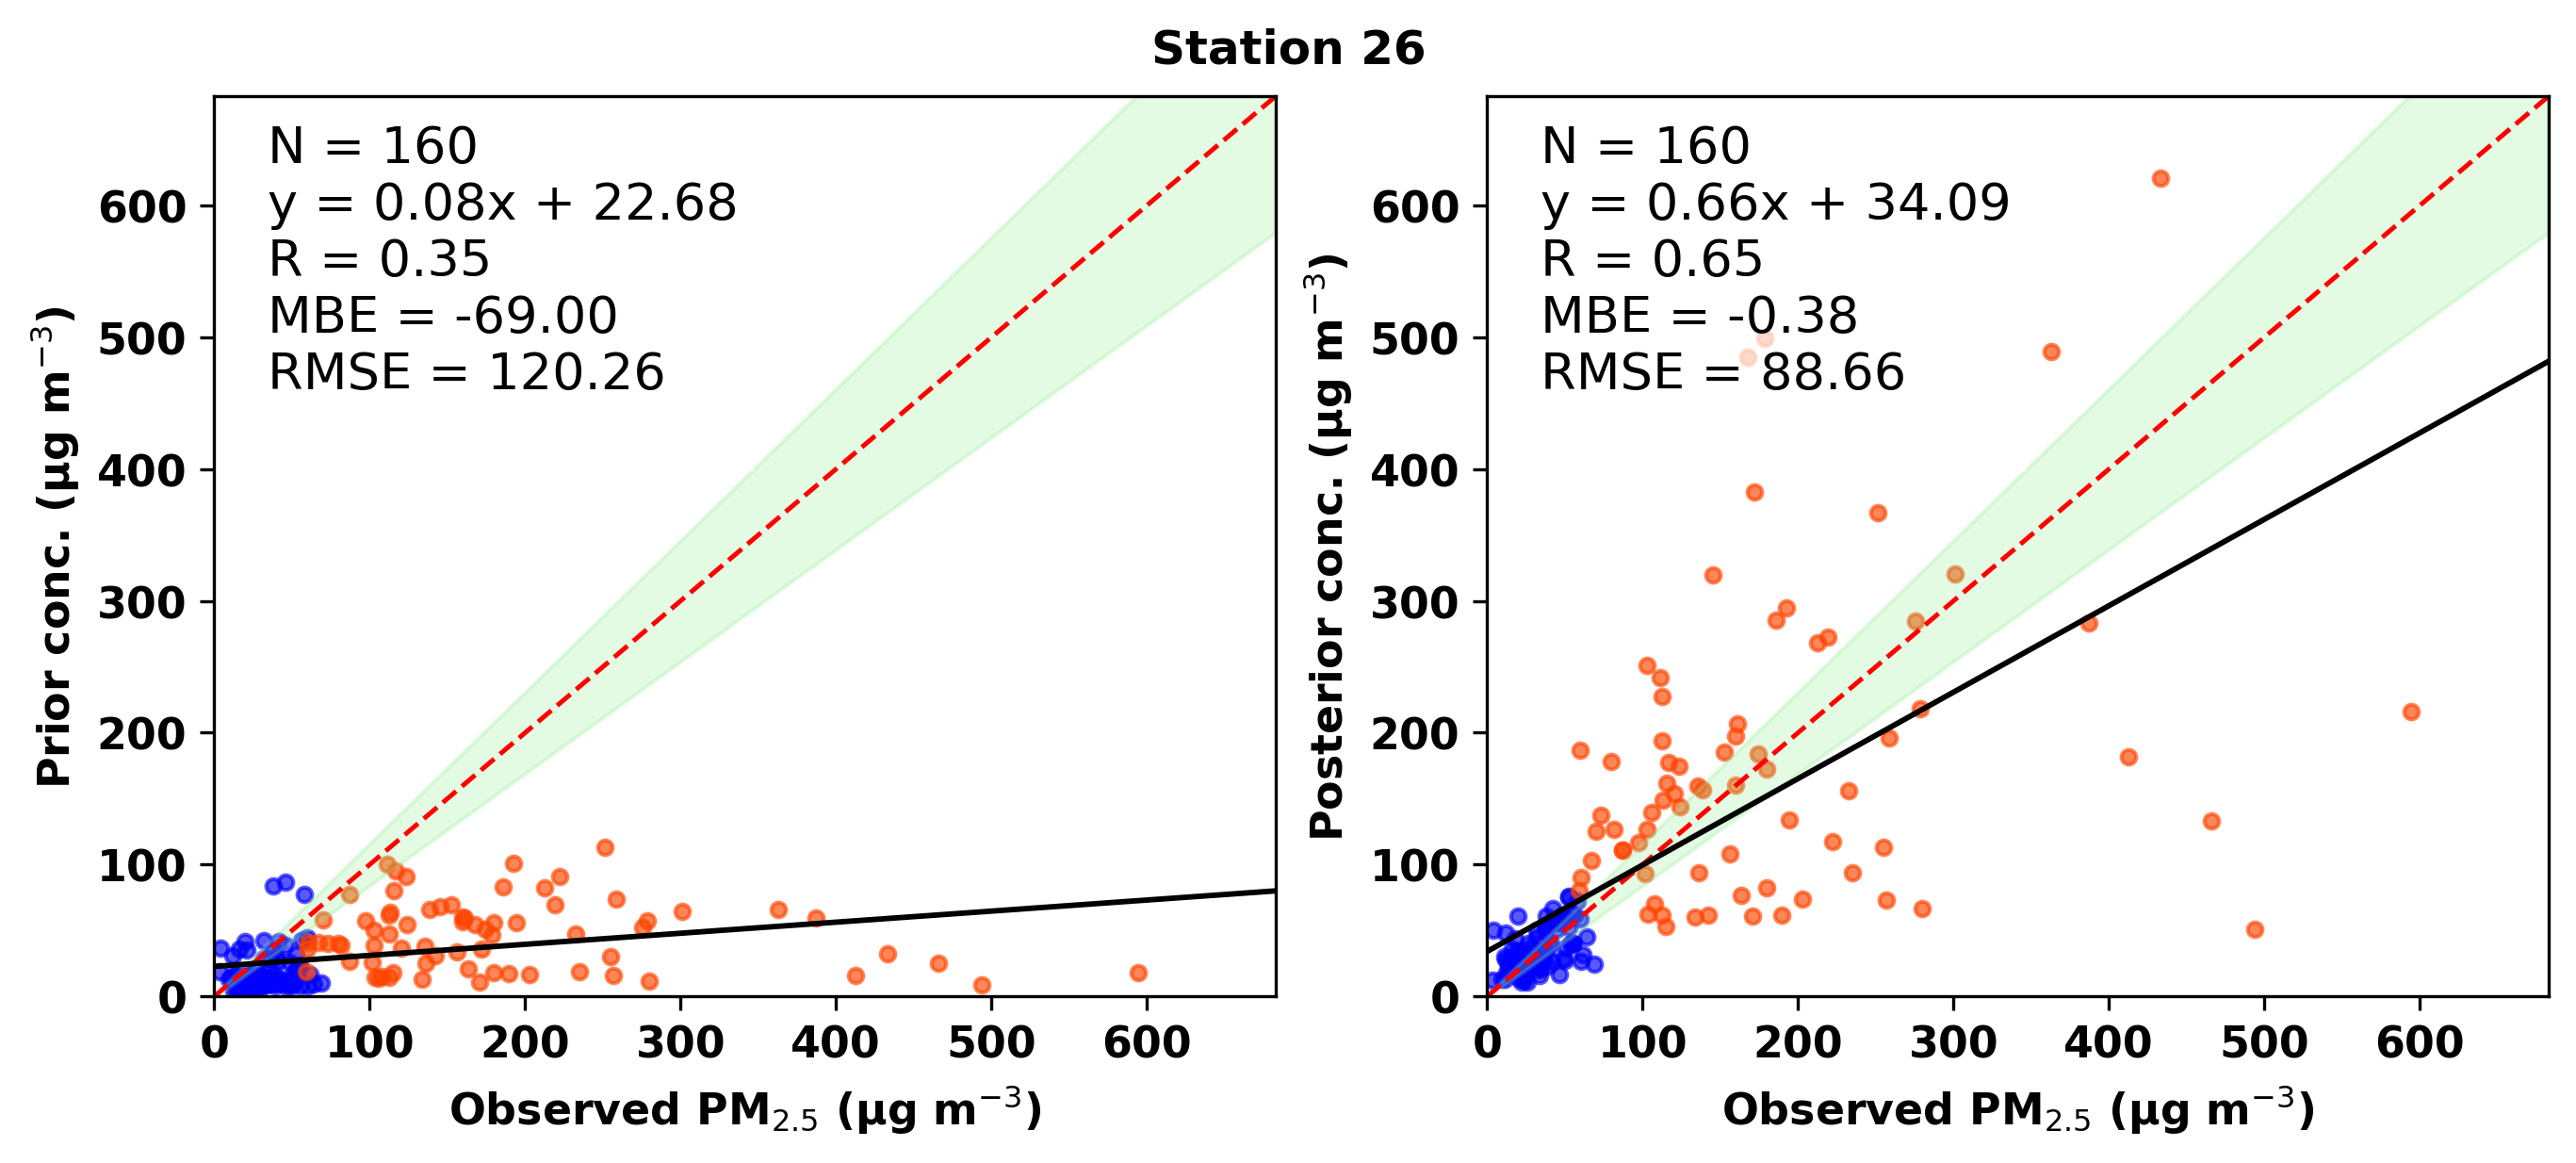 Station 26
N = 160
y = 0.08x + 22.68
R = 0.35
MBE = -69.00
RMSE = 120.26
Prior conc. (µg m⁻³)
600
500
400
300
200
100
0
0 100 200 300 400 500 600
Observed PM₂.₅ (µg m⁻³)
N = 160
y = 0.66x + 34.09
R = 0.65
MBE = -0.38
RMSE = 88.66
Posterior conc. (µg m⁻³)
600
500
400
300
200
100
0
0 100 200 300 400 500 600
Observed PM₂.₅ (µg m⁻³)